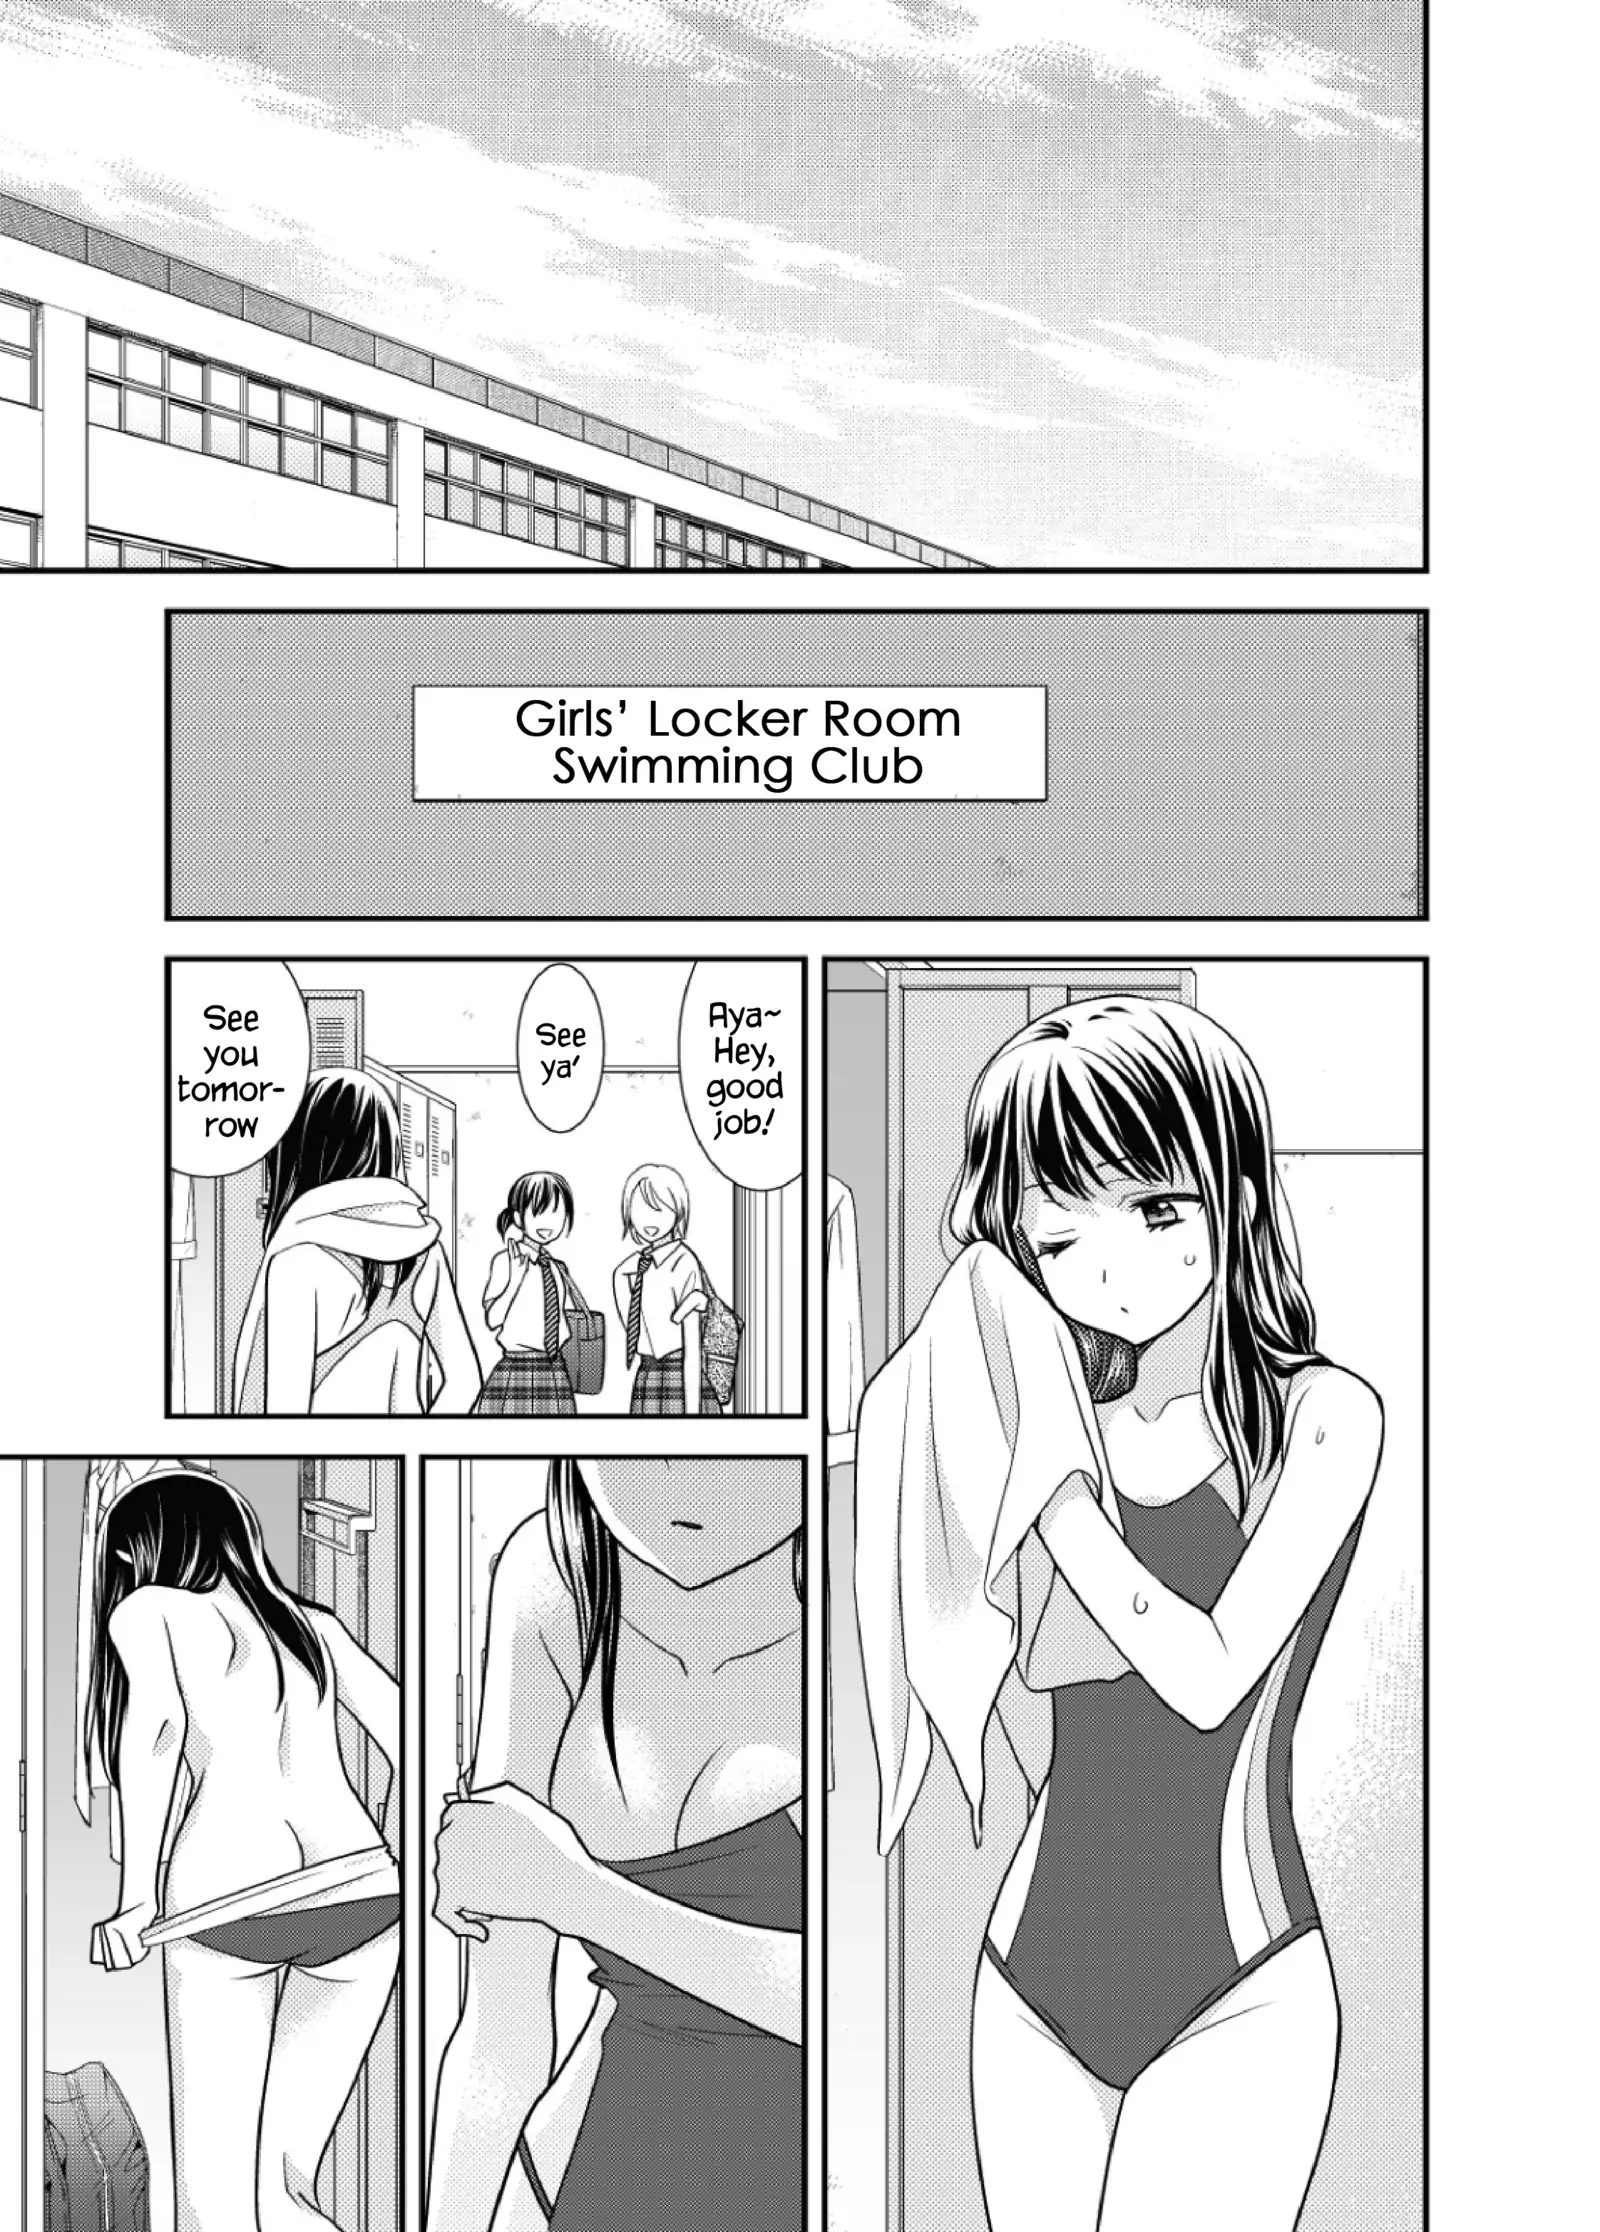 Girls' Locker Room
Swimming Club
Aya~
Hey,
good
job!
See
ya'
See
you
tomor-
row